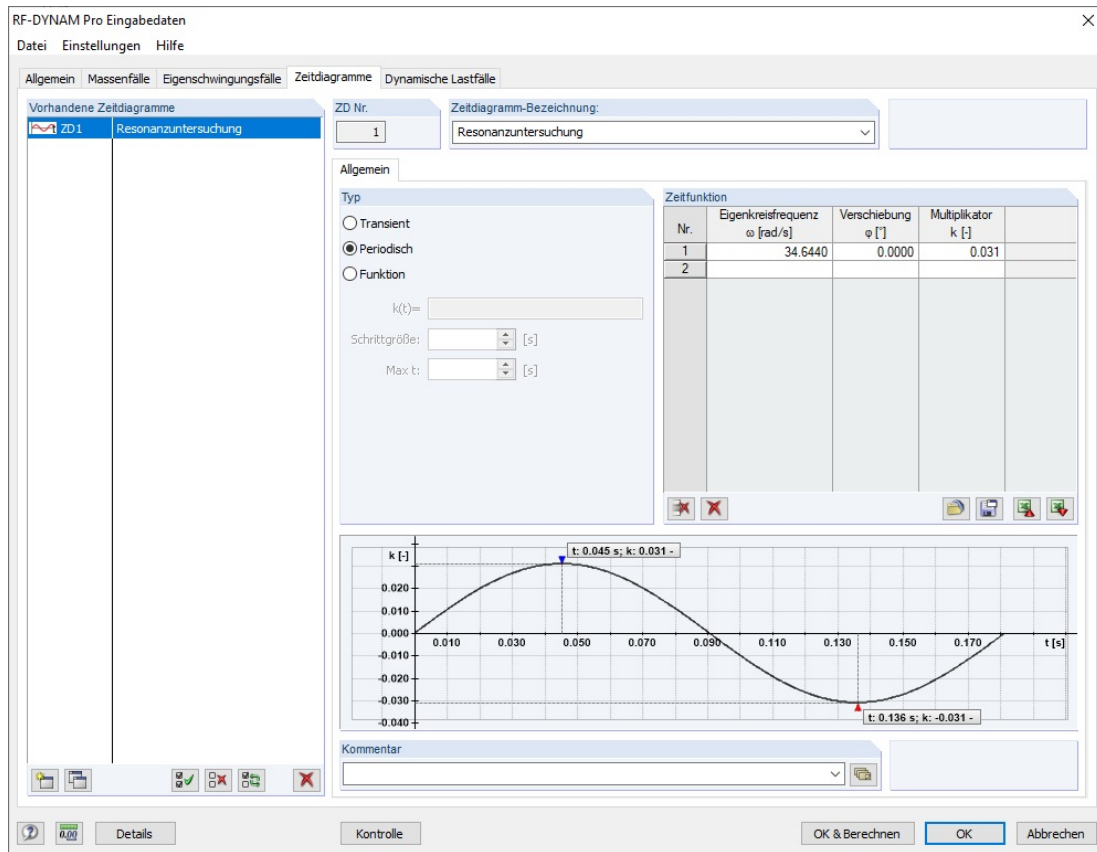 RF-DYNAM Pro Eingabedaten
Datei Einstellungen Hilfe
Allgemein Massenfälle Eigenschwingungsfälle Zeitdiagramme Dynamische Lastfälle
Vorhandene Zeitdiagramme
ZD1 Resonanzuntersuchung
ZD Nr.
1
Zeitdiagramm-Bezeichnung:
Resonanzuntersuchung
Allgemein
Typ
Transient
Periodisch
Funktion
k(t)=
Schrittgröße: [s]
Max t: [s]
Zeitfunktion
Nr. Eigenkreisfrequenz ω [rad/s] Verschiebung φ [°] Multiplikator k [-]
1 34.6440 0.0000 0.031
2
k [-]
t: 0.045 s; k: 0.031 -
0.020
0.010
0.000
0.010 0.030 0.050 0.070 0.090 0.110 0.130 0.150 0.170 t [s]
-0.010
-0.020
-0.030
-0.040
t: 0.136 s; k: -0.031 -
Kommentar
0.00 Details Kontrolle OK & Berechnen OK Abbrechen